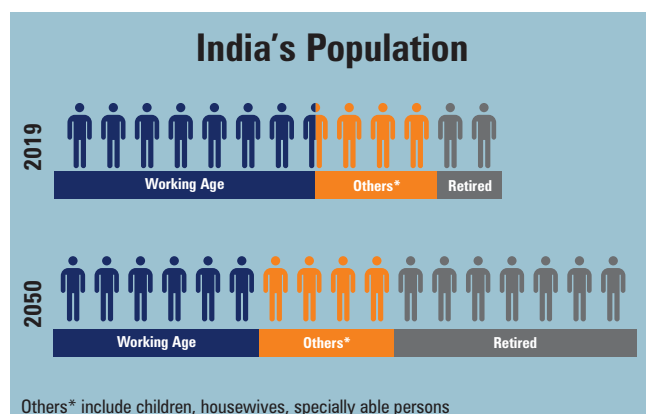 India's Population
2019
Working Age Others* Retired
2050
Working Age Others* Retired
Others* include children, housewives, specially able persons